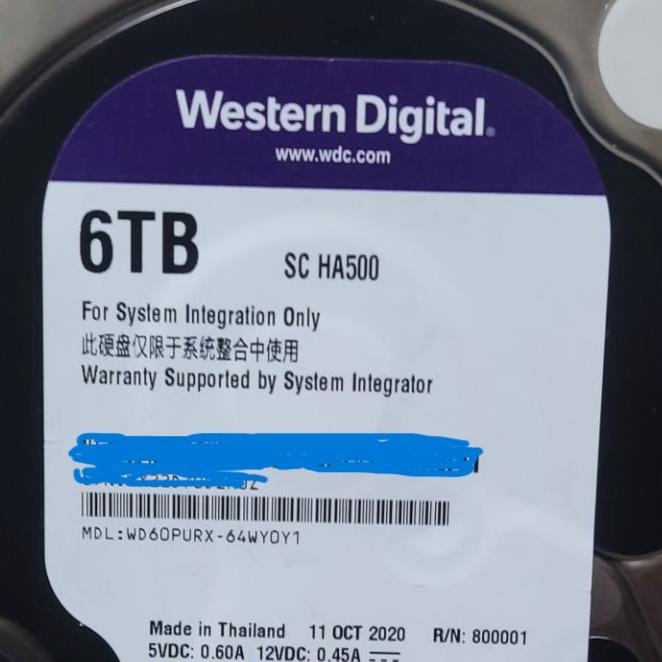 Western Digital®
www.wdc.com
6TB
SC HA500
For System Integration Only
此硬盘仅限于系统整合中使用
Warranty Supported by System Integrator
MDL:WD60PURX-64WY0Y1
Made in Thailand 11 OCT 2020 R/N: 800001
5VDC: 0.60A 12VDC: 0.45A